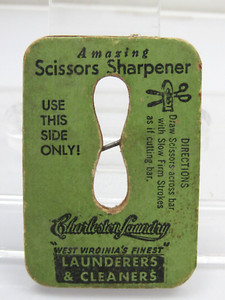 Amazing
Scissors Sharpener
USE
THIS
SIDE
ONLY!
DIRECTIONS
Draw Scissors across bar
with Slow Firm Strokes
as if cutting bar.
Charleston Laundry
"WEST VIRGINIA'S FINEST"
LAUNDERERS
& CLEANERS